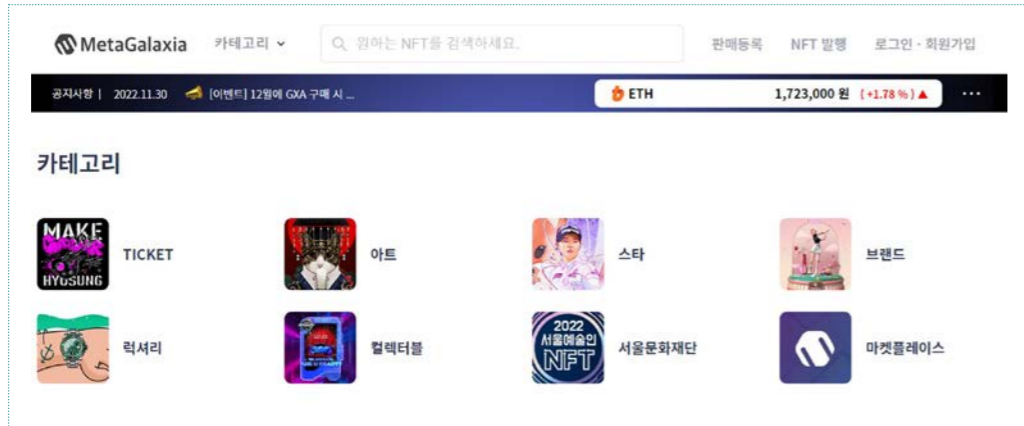 MetaGalaxia 카테고리 원하는 NFT를 검색하세요. 판매등록 NFT 발행 로그인 · 회원가입
공지사항 | 2022.11.30 [이벤트] 12월에 GXA 구매 시 ... ETH 1,723,000 원 ( +1.78 % ) ▲ ···
카테고리
MAKE
HYOSUNG
TICKET
아트
스타
브랜드
럭셔리
컬렉터블
2022
서울예술인
NFT
서울문화재단
마켓플레이스